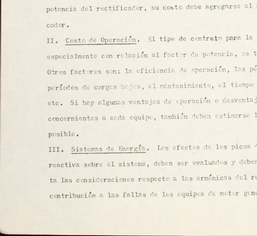 potencia del rectificador, su costo debe agregarse al
cador.
II. Costo de Operación. El tipo de contrato para la
especialmente con relación al factor de potencia, es
Otros factores son: la eficiencia de operación, las
períodos de cargas bajas, el mantenimiento, el tiempo
etc. Si hay algunas ventajas de operación o desventaj
concernientes a cada equipo, también deben estimarse l
posible.
III. Sistemas de Energía. Los efectos de los picos
reactiva sobre el sistema, deben ser evaluados y deben
ta las consideraciones respecto a las armónicas del re
contribución a las fallas de los equipos de motor gene